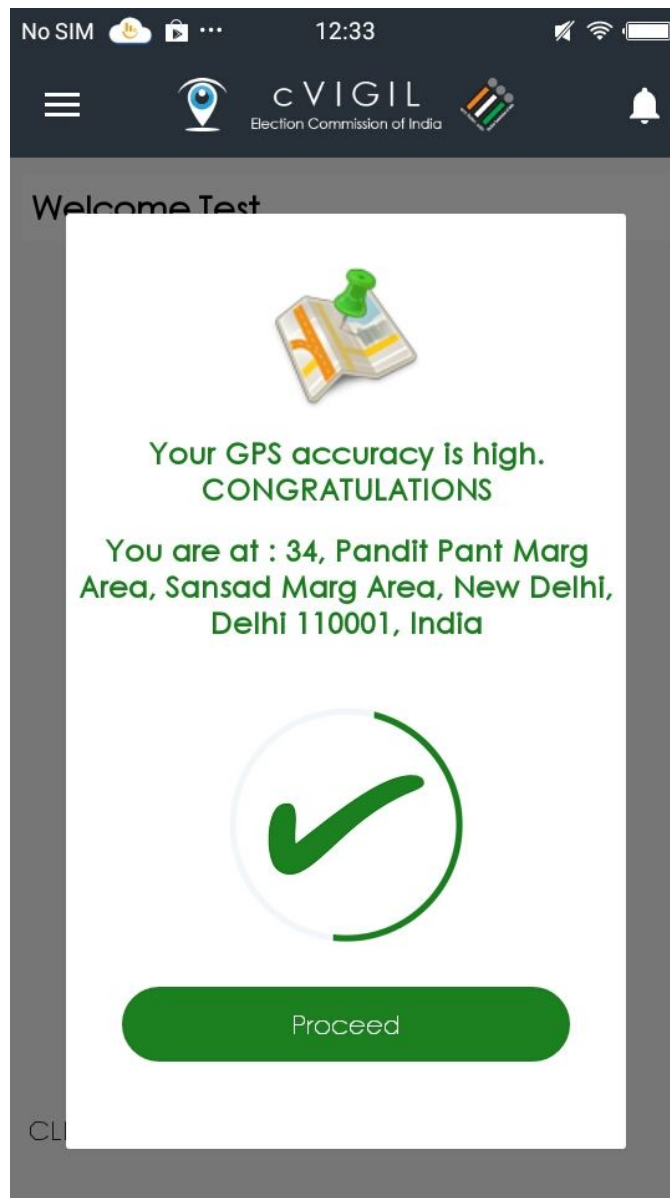 No SIM
12:33
cVIGIL
Election Commission of India
Welcome Test
Your GPS accuracy is high.
CONGRATULATIONS
You are at : 34, Pandit Pant Marg
Area, Sansad Marg Area, New Delhi,
Delhi 110001, India
Proceed